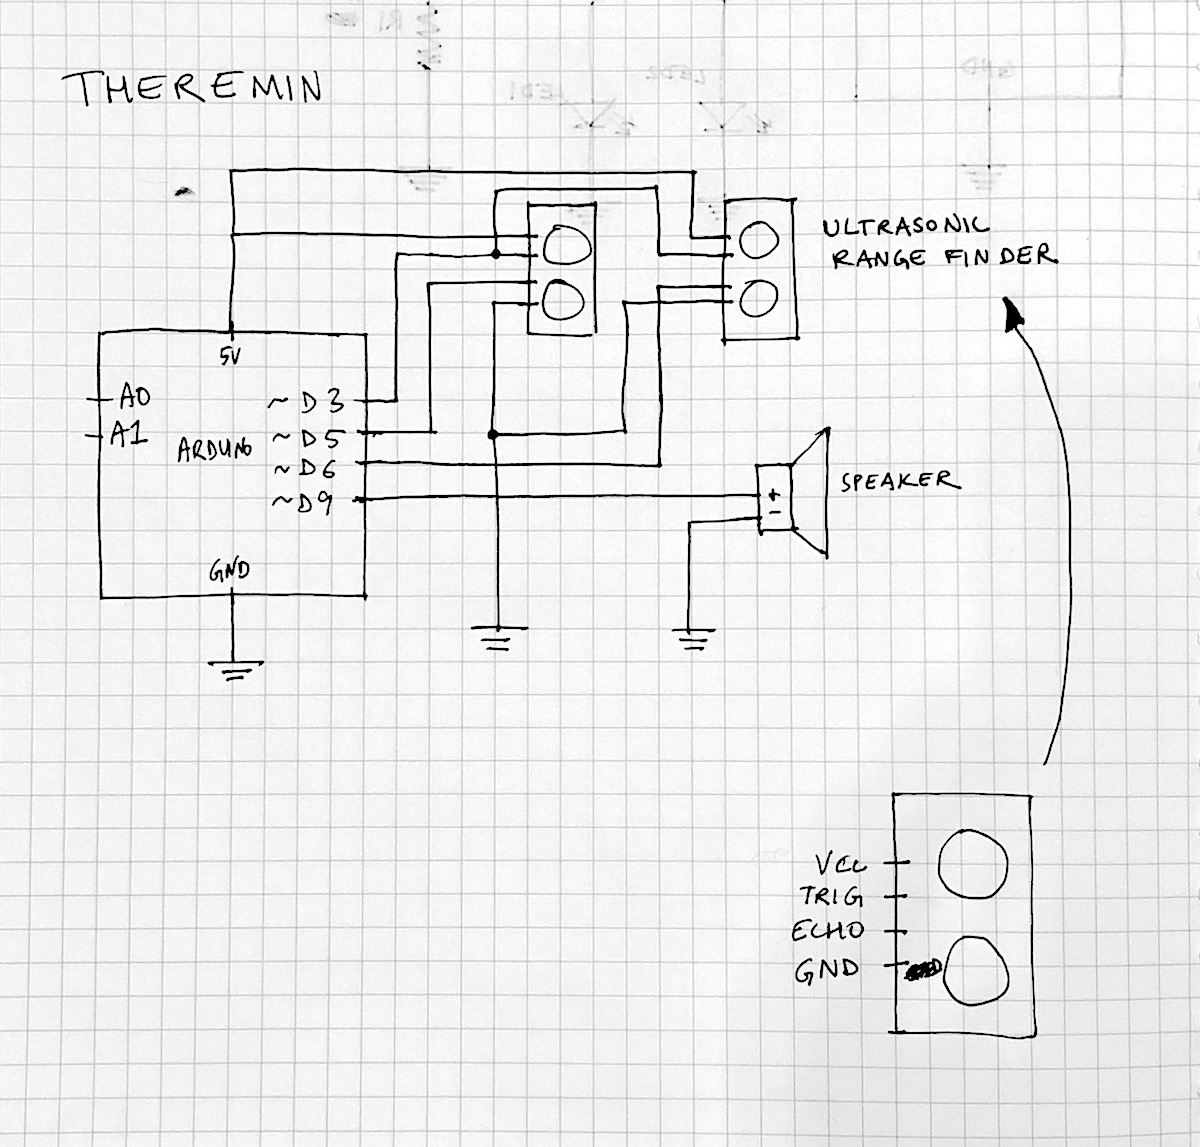 THEREMIN
ULTRASONIC
RANGE FINDER
5V
A0
A1
ARDUINO
~D3
~D5
~D6
~D9
GND
+
-
SPEAKER
VCC
TRIG
ECHO
GND